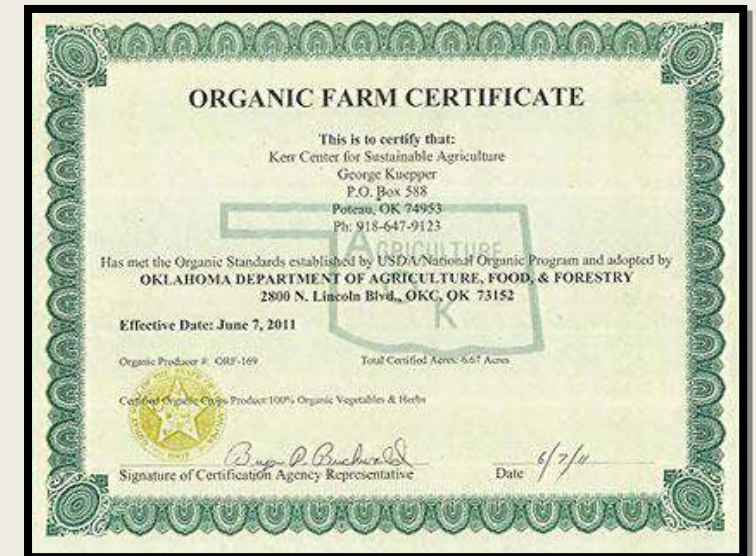 ORGANIC FARM CERTIFICATE
This is to certify that:
Kerr Center for Sustainable Agriculture
George Kuepper
P.O. Box 588
Poteau, OK 74953
Ph: 918-647-9123
AGRICULTURE
Has met the Organic Standards established by USDA/National Organic Program and adopted by
OKLAHOMA DEPARTMENT OF AGRICULTURE, FOOD, & FORESTRY
2800 N. Lincoln Blvd., OKC, OK 73152
K
Effective Date: June 7, 2011
Organic Producer #: ORF-169 Total Certified Acres: 6.67 Acres
Certified Organic Crops Product: 100% Organic Vegetables & Herbs
Signature of Certification Agency Representative Date 6/7/11